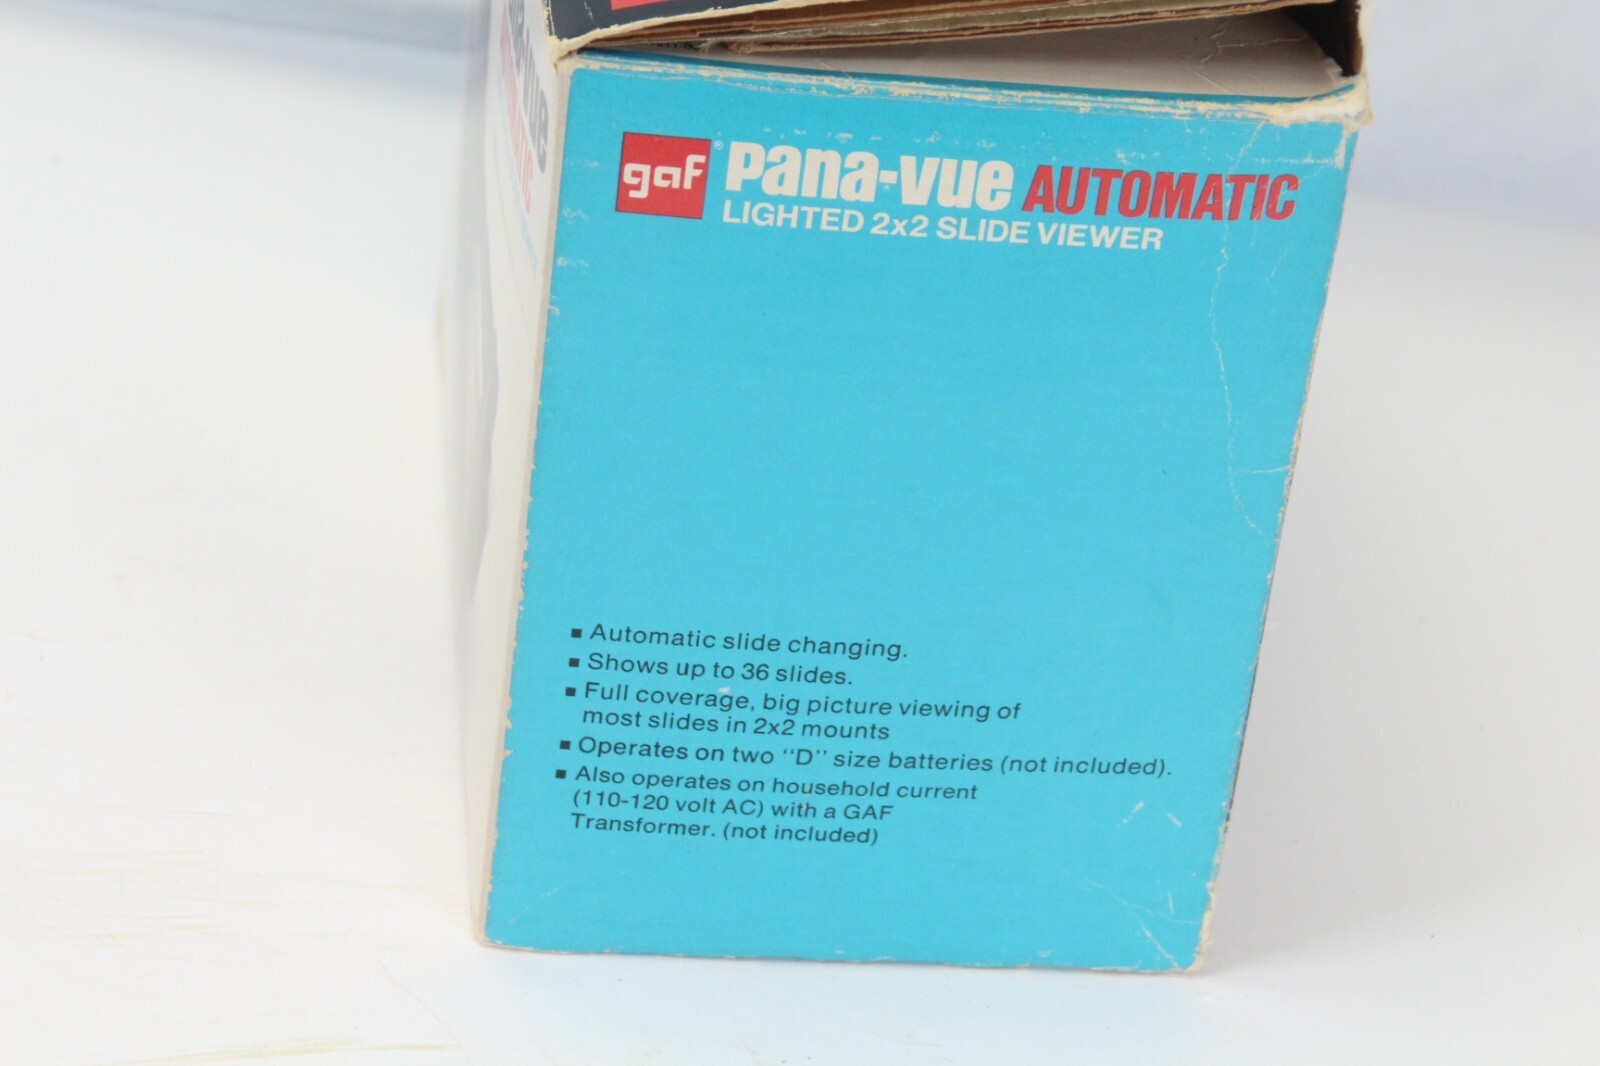 gaf® pana-vue AUTOMATIC
LIGHTED 2x2 SLIDE VIEWER
▪ Automatic slide changing.
▪ Shows up to 36 slides.
▪ Full coverage, big picture viewing of
most slides in 2x2 mounts
▪ Operates on two "D" size batteries (not included).
▪ Also operates on household current
(110-120 volt AC) with a GAF
Transformer. (not included)